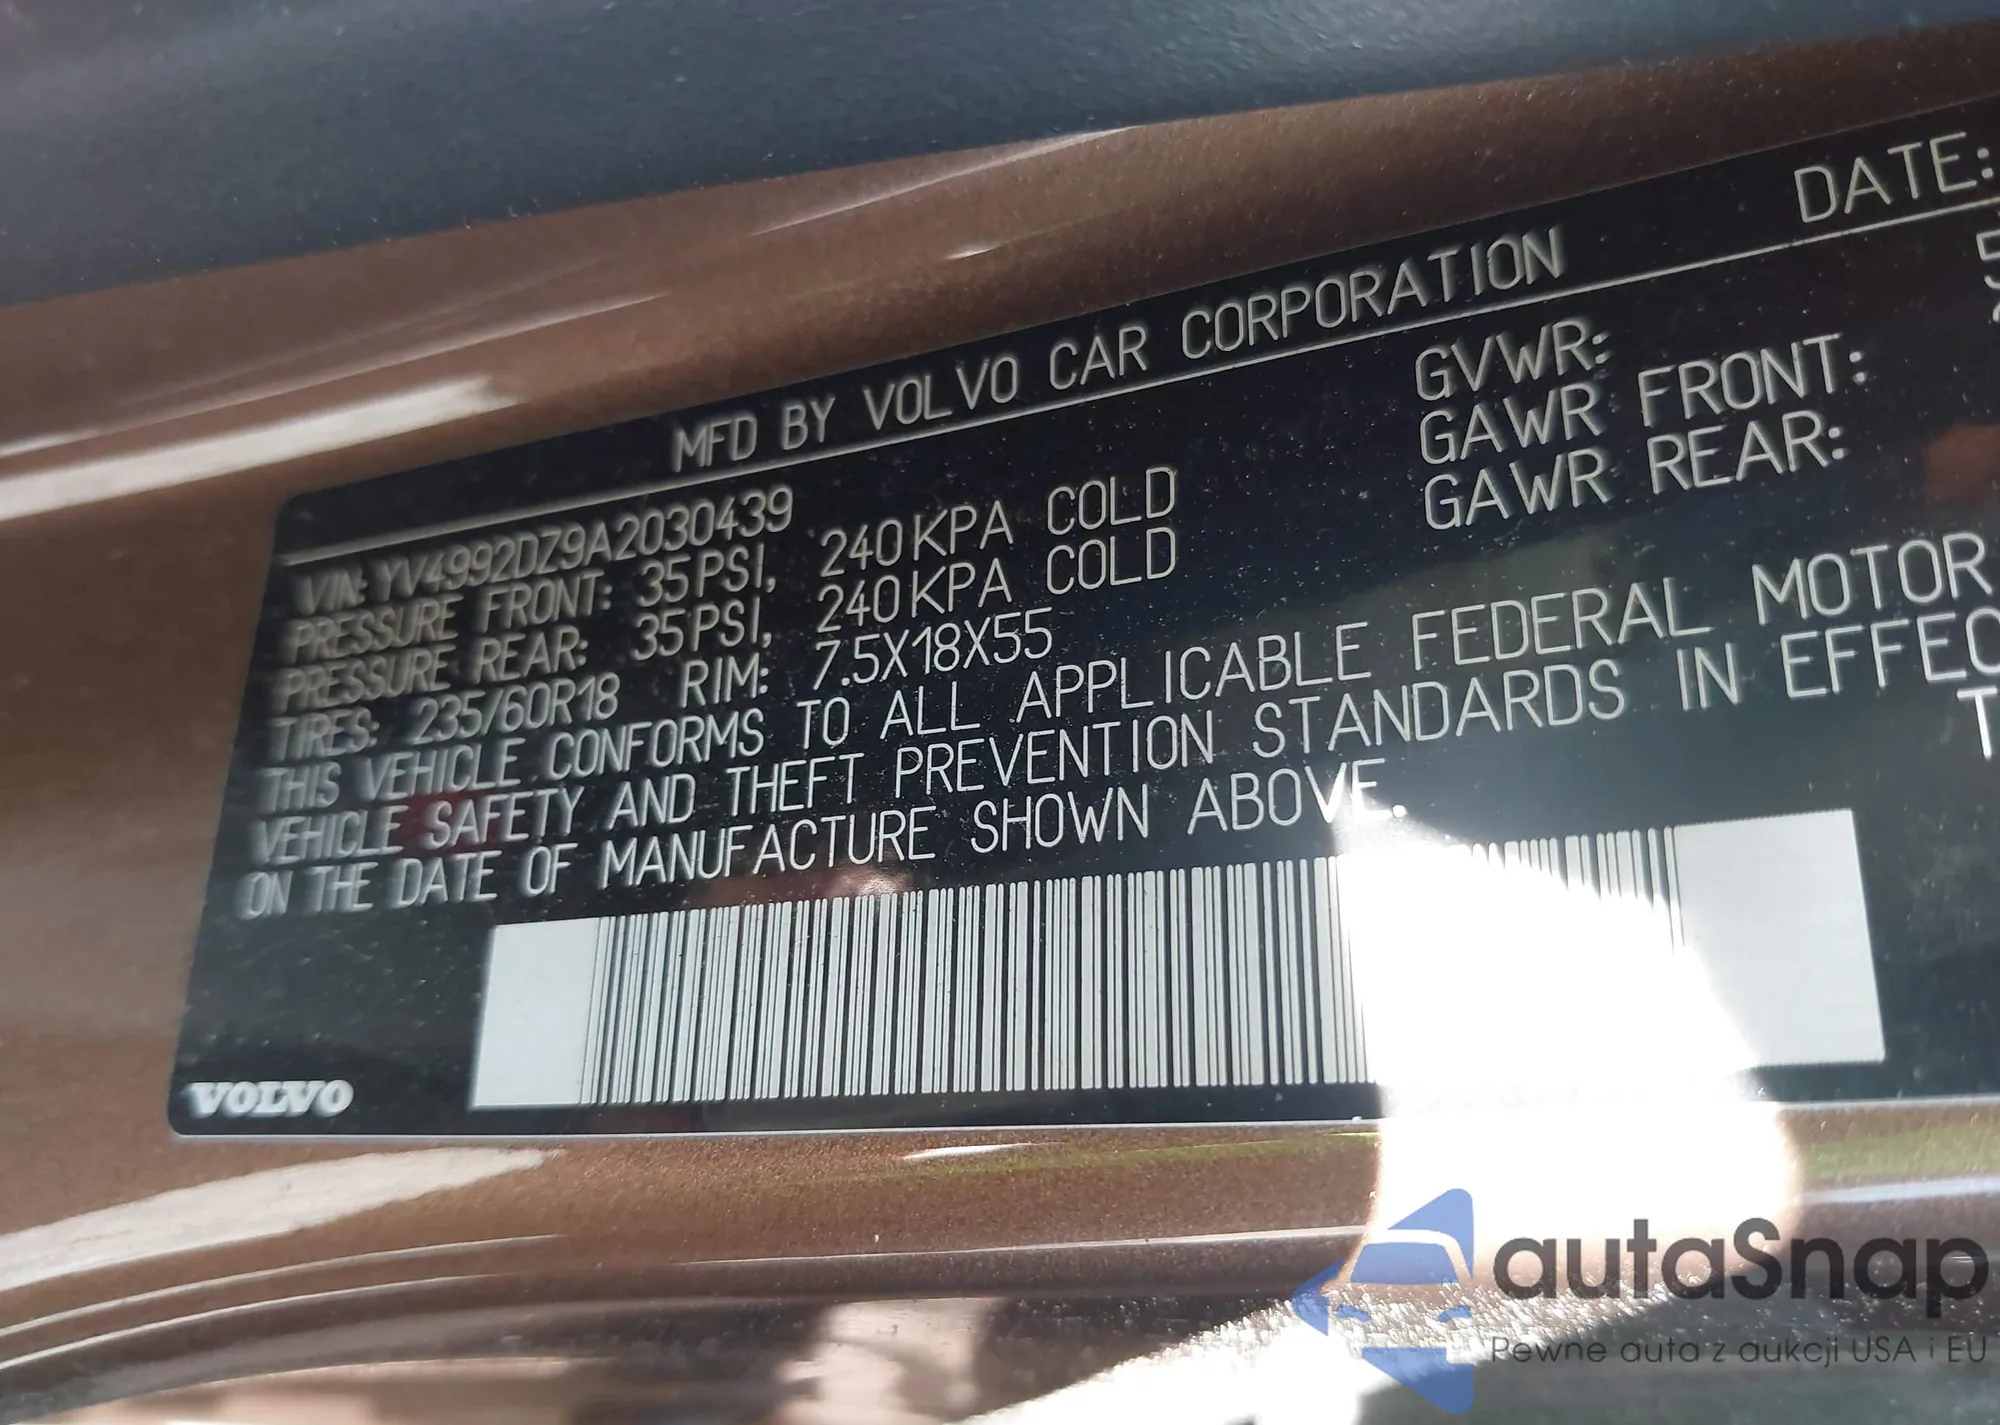 MFD BY VOLVO CAR CORPORATION DATE:
VIN: YV4992DZ9A2030439 GVWR:
PRESSURE FRONT: 35PSI, 240KPA COLD GAWR FRONT:
PRESSURE REAR: 35PSI, 240KPA COLD GAWR REAR:
TIRES: 235/60R18 RIM: 7.5X18X55
THIS VEHICLE CONFORMS TO ALL APPLICABLE FEDERAL MOTOR
VEHICLE SAFETY AND THEFT PREVENTION STANDARDS IN EFFEC
ON THE DATE OF MANUFACTURE SHOWN ABOVE.
VOLVO
autaSnap
Pewne auta z aukcji USA i EU